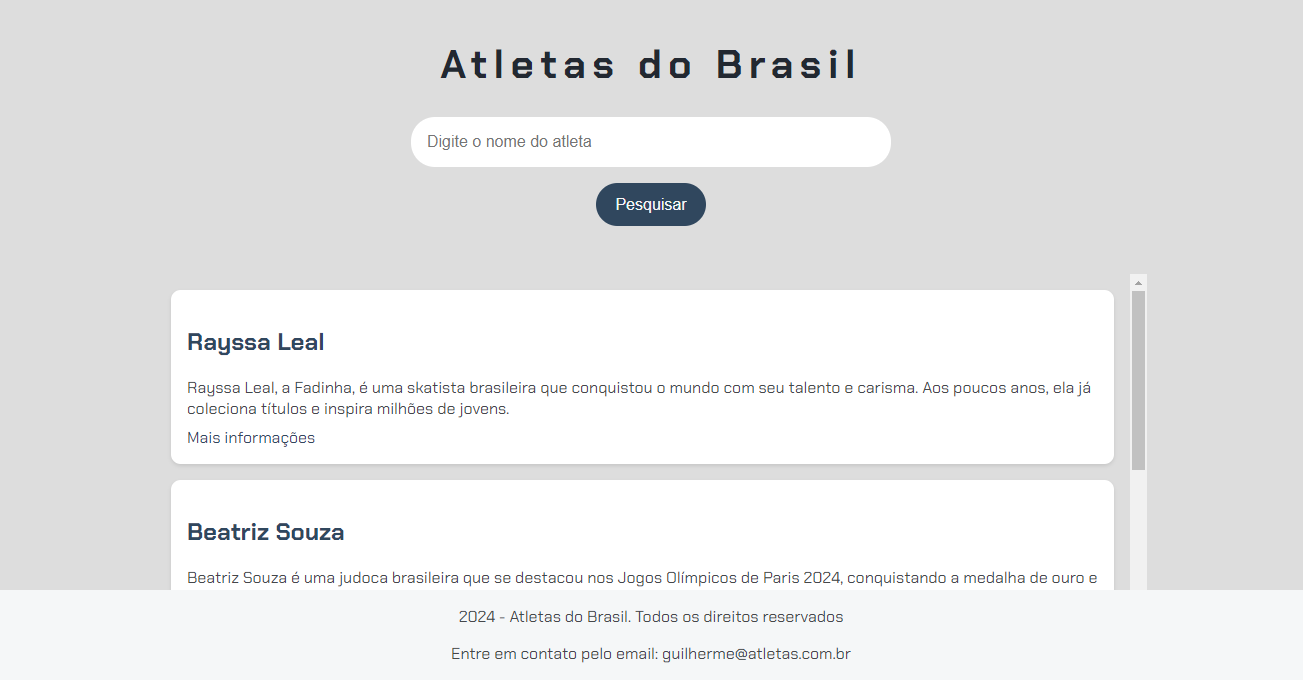 Atletas do Brasil
Digite o nome do atleta
Pesquisar
Rayssa Leal
Rayssa Leal, a Fadinha, é uma skatista brasileira que conquistou o mundo com seu talento e carisma. Aos poucos anos, ela já
coleciona títulos e inspira milhões de jovens.
Mais informações
Beatriz Souza
Beatriz Souza é uma judoca brasileira que se destacou nos Jogos Olímpicos de Paris 2024, conquistando a medalha de ouro e
2024 - Atletas do Brasil. Todos os direitos reservados
Entre em contato pelo email: guilherme@atletas.com.br